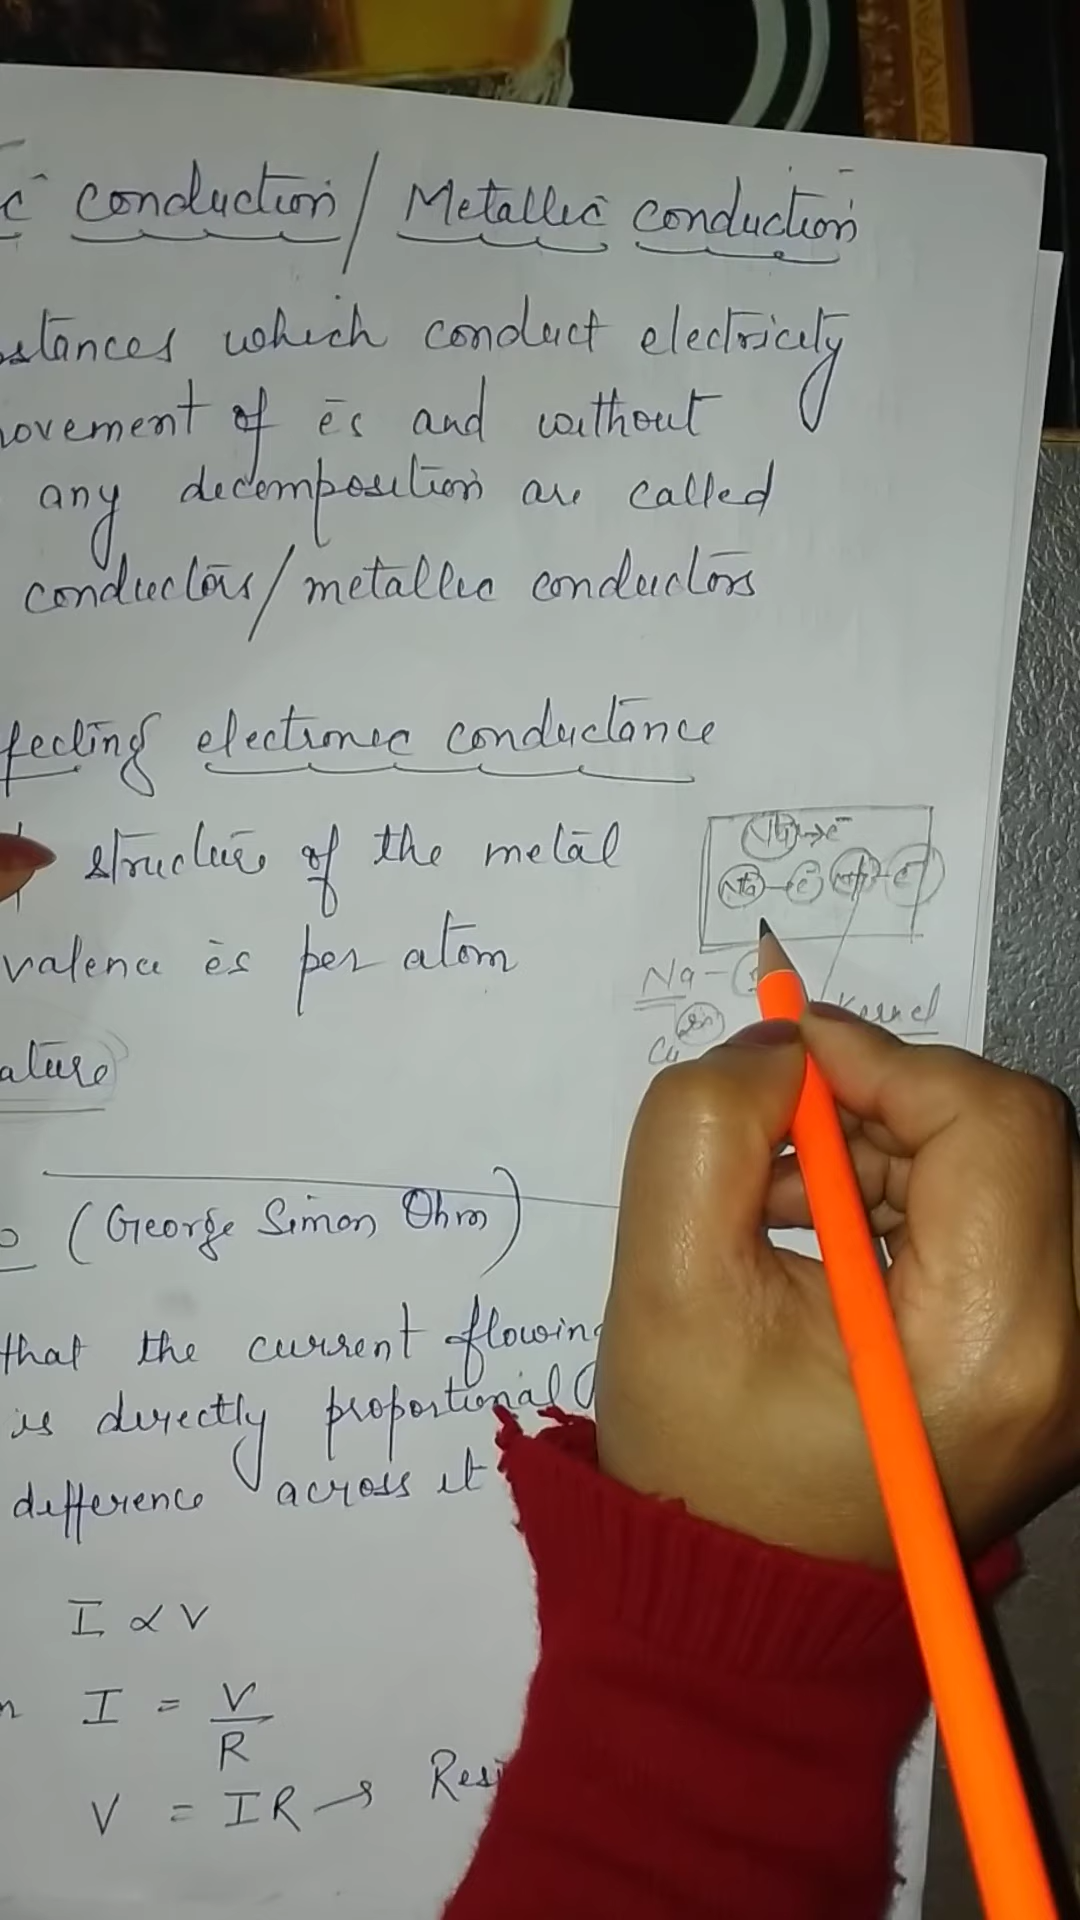 conduction / Metallic conduction
stances which conduct electricity
ovement of ēs and without
any decomposition are called
conductors / metallic conductors
fecting electronic conductance
structure of the metal
valence ēs per atom
ature
Na -
Kernel
Cu
(George Simon Ohm)
that the current flowing
is directly proportional
difference across it
I ∝ V
I = V/R
V = IR → Resi